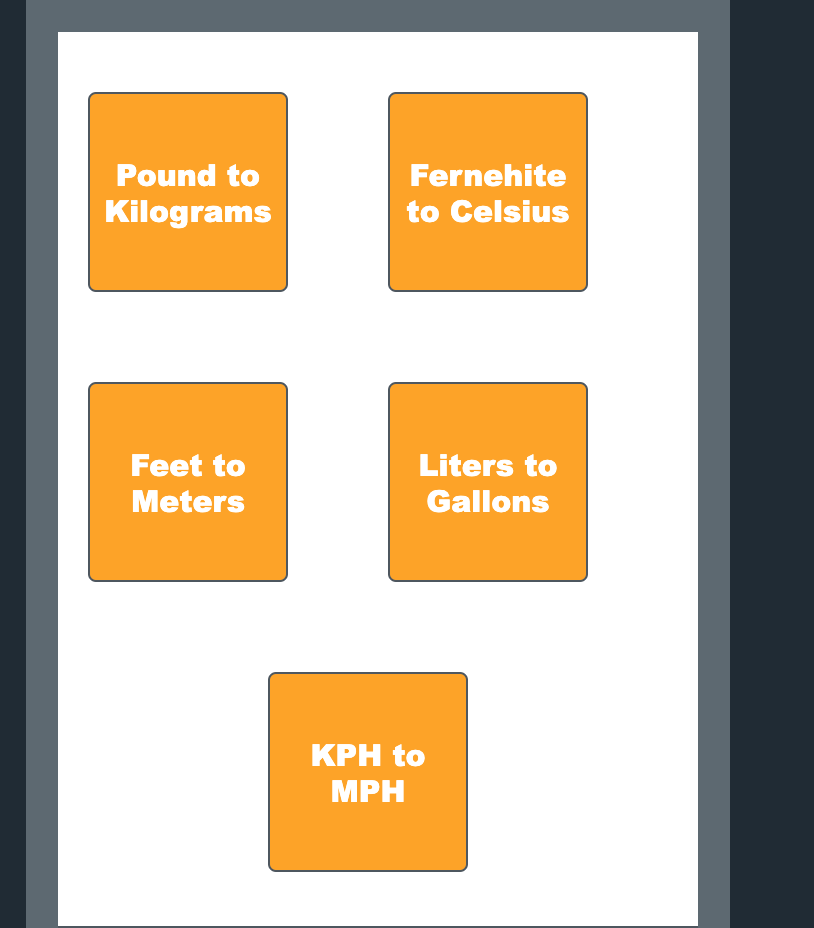 Pound to
Kilograms
Fernehite
to Celsius
Feet to
Meters
Liters to
Gallons
KPH to
MPH